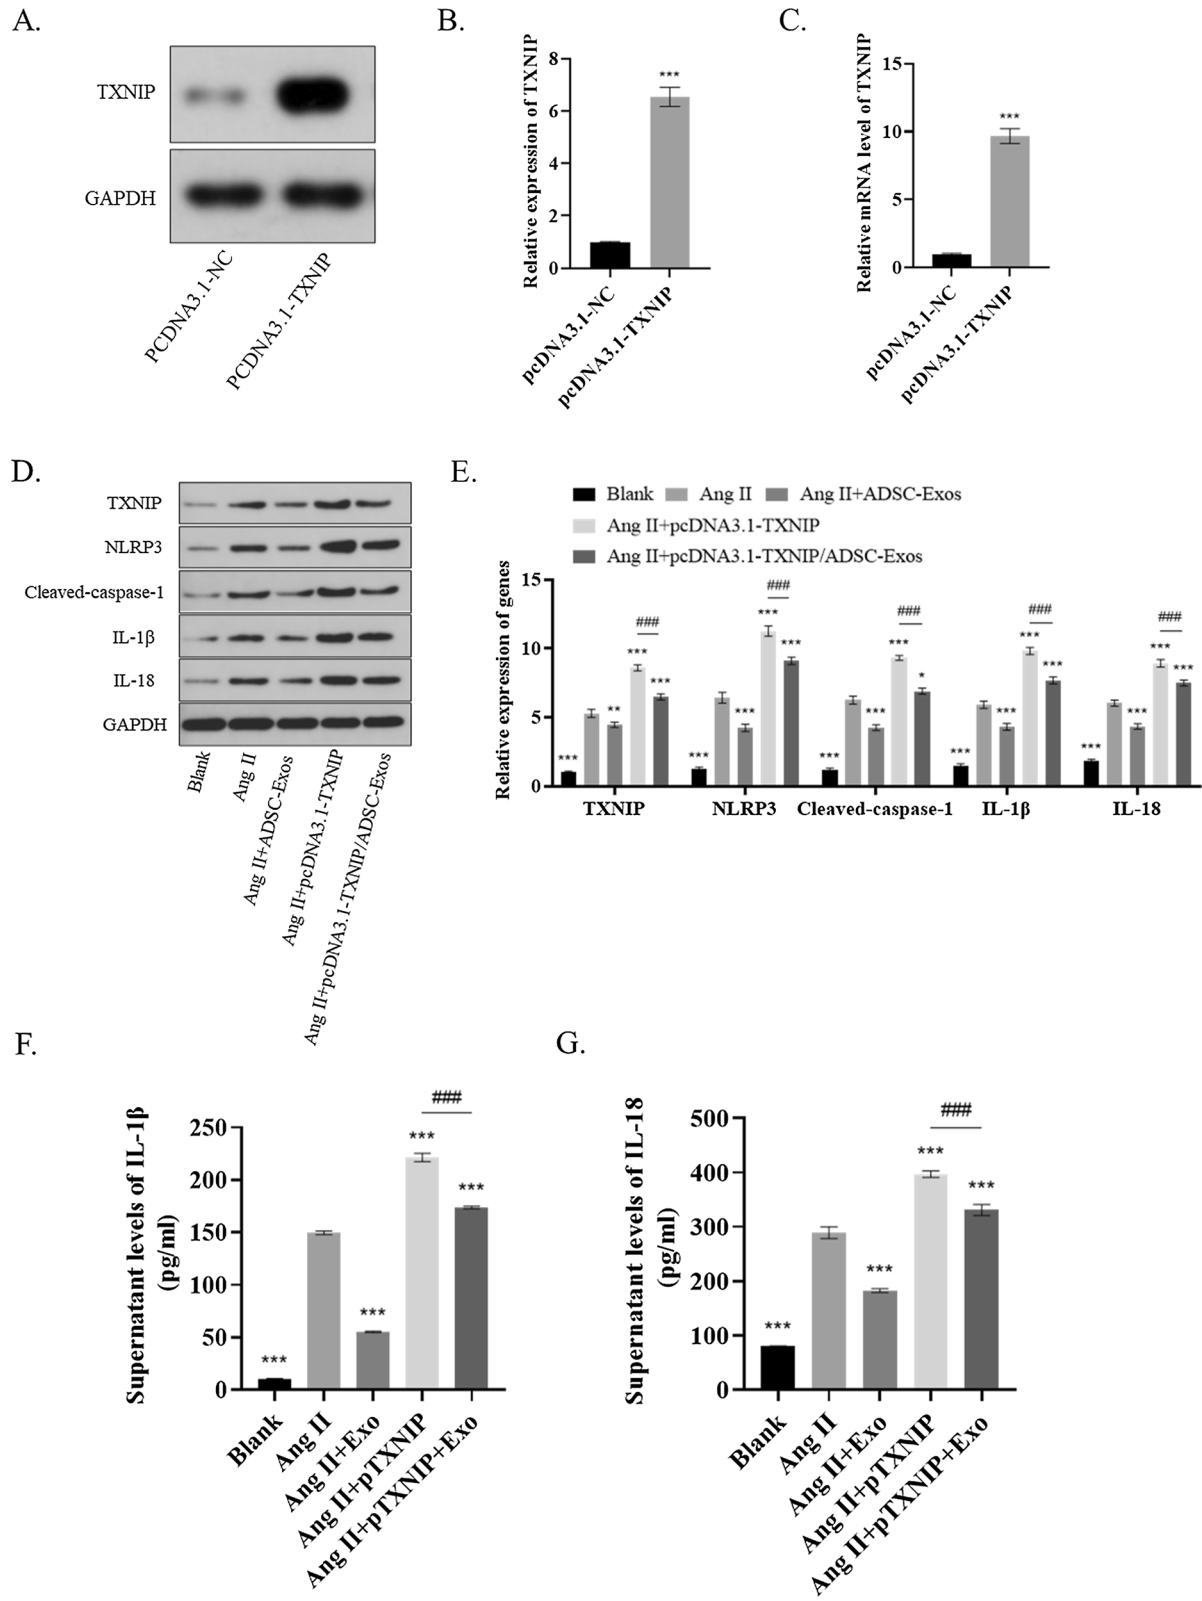 A.
TXNIP
GAPDH
PCDNA3.1-NC
PCDNA3.1-TXNIP
B.
Relative expression of TXNIP
8
6
4
2
0
***
pcDNA3.1-NC
pcDNA3.1-TXNIP
C.
Relative mRNA level of TXNIP
15
10
5
0
***
pcDNA3.1-NC
pcDNA3.1-TXNIP
D.
TXNIP
NLRP3
Cleaved-caspase-1
IL-1β
IL-18
GAPDH
Blank
Ang II
Ang II+ADSC-Exos
Ang II+pcDNA3.1-TXNIP
Ang II+pcDNA3.1-TXNIP/ADSC-Exos
E.
Blank Ang II Ang II+ADSC-Exos
Ang II+pcDNA3.1-TXNIP
Ang II+pcDNA3.1-TXNIP/ADSC-Exos
Relative expression of genes
15
10
5
0
*** ** *** *** ###
*** *** *** *** ###
*** *** *** * ###
*** *** *** *** ###
*** *** *** *** ###
TXNIP NLRP3 Cleaved-caspase-1 IL-1β IL-18
F.
Supernatant levels of IL-1β
(pg/ml)
250
200
150
100
50
0
*** *** *** *** ###
Blank
Ang II
Ang II+Exo
Ang II+pTXNIP
Ang II+pTXNIP+Exo
G.
Supernatant levels of IL-18
(pg/ml)
500
400
300
200
100
0
*** *** *** *** ###
Blank
Ang II
Ang II+Exo
Ang II+pTXNIP
Ang II+pTXNIP+Exo